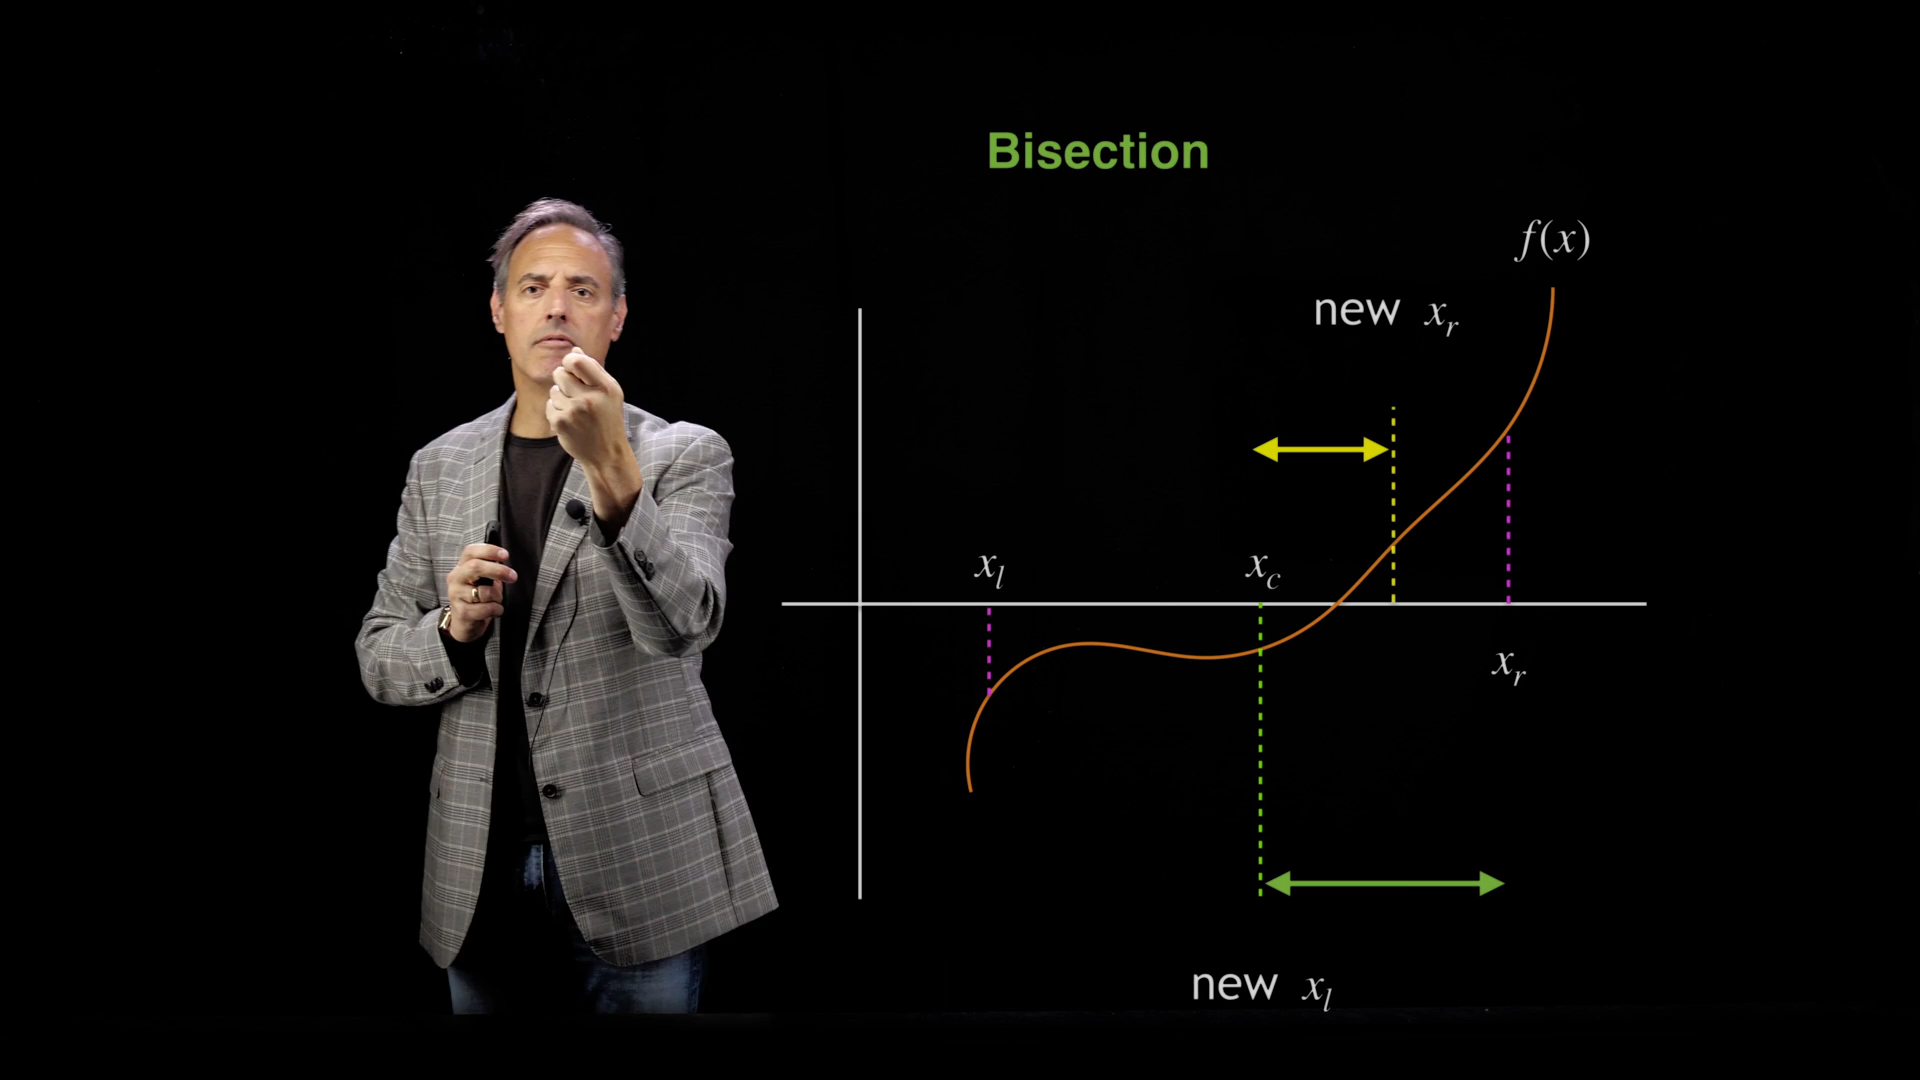 Bisection
f(x)
new x_r
x_l
x_c
x_r
new x_l